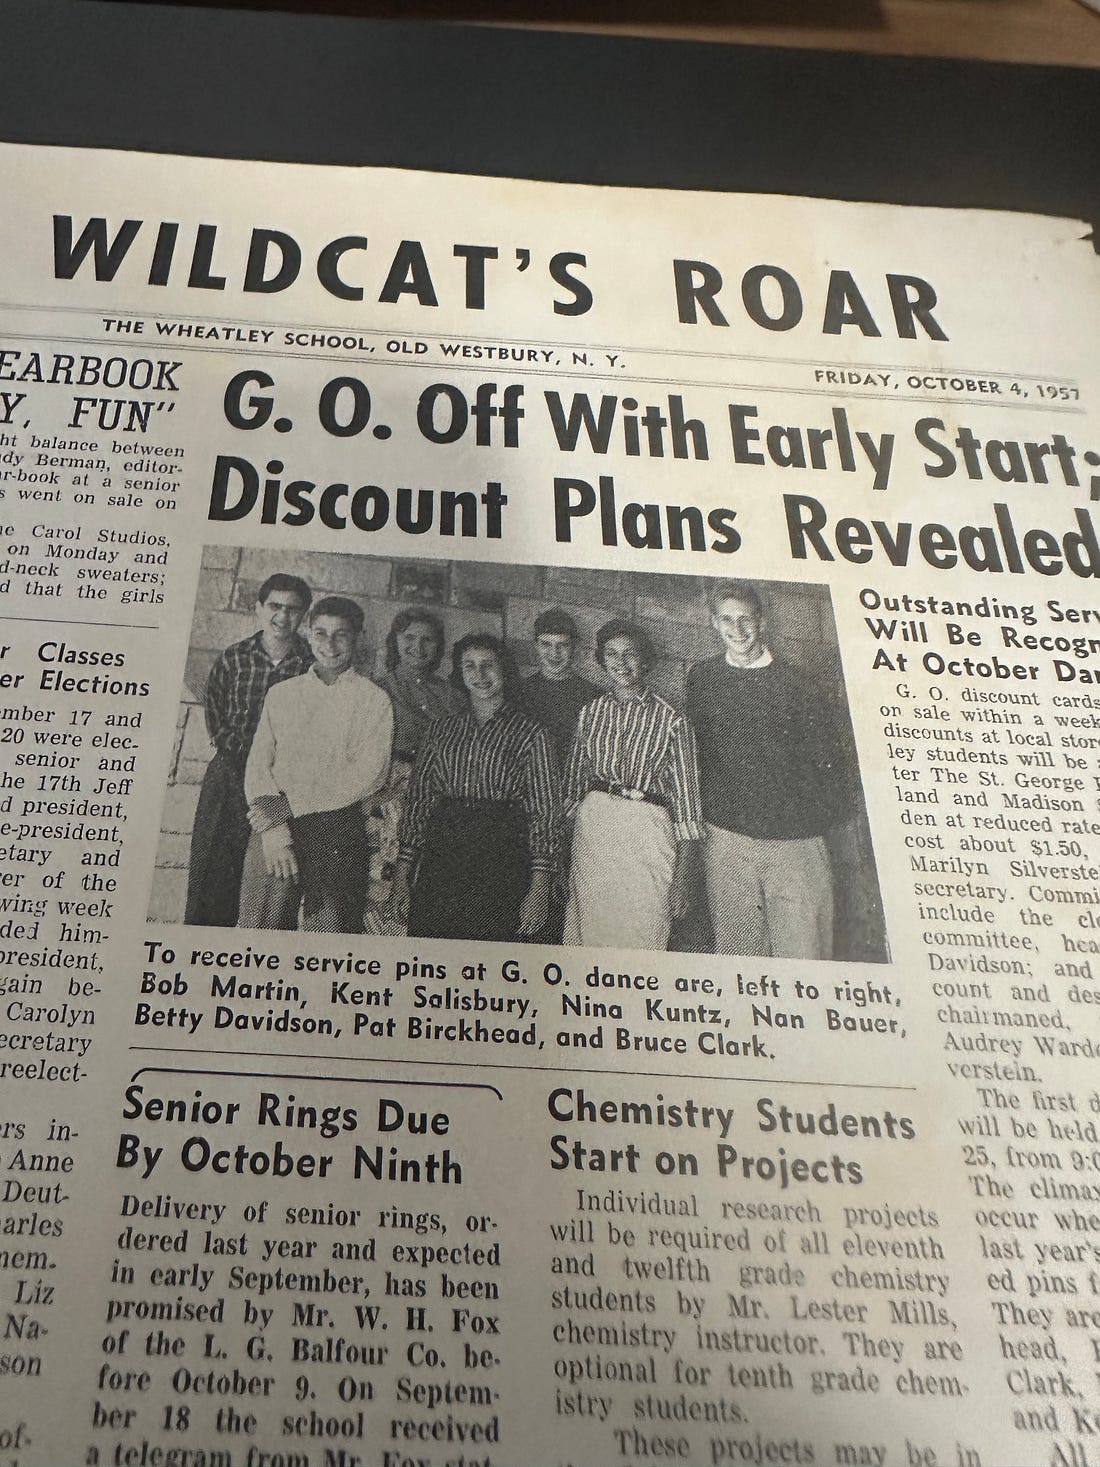 WILDCAT'S ROAR
THE WHEATLEY SCHOOL, OLD WESTBURY, N. Y.
FRIDAY, OCTOBER 4, 1957
EARBOOK
Y, FUN"
ht balance between
dy Berman, editor-
r-book at a senior
s went on sale on
e Carol Studios,
on Monday and
d-neck sweaters;
d that the girls
r Classes
er Elections
mber 17 and
20 were elec-
senior and
he 17th Jeff
d president,
e-president,
etary and
er of the
wing week
ded him-
president,
gain be-
Carolyn
ecretary
reelect-
rs in-
Anne
Deut-
arles
mem.
Liz
Na-
son
of-
G. O. Off With Early Start;
Discount Plans Revealed
To receive service pins at G. O. dance are, left to right,
Bob Martin, Kent Salisbury, Nina Kuntz, Nan Bauer,
Betty Davidson, Pat Birckhead, and Bruce Clark.
Senior Rings Due
By October Ninth
Delivery of senior rings, or-
dered last year and expected
in early September, has been
promised by Mr. W. H. Fox
of the L. G. Balfour Co. be-
fore October 9. On Septem-
ber 18 the school received
a telegram from Mr. Fox stat-
Chemistry Students
Start on Projects
Individual research projects
will be required of all eleventh
and twelfth grade chemistry
students by Mr. Lester Mills,
chemistry instructor. They are
optional for tenth grade chem-
istry students.
These projects may be in
Outstanding Serv
Will Be Recogn
At October Dan
G. O. discount cards
on sale within a week
discounts at local stor
ley students will be
ter The St. George
land and Madison
den at reduced rate
cost about $1.50,
Marilyn Silverste
secretary. Commi
include the cl
committee, hea
Davidson; and
count and des
chairmaned,
Audrey Warde
verstein.
The first d
will be held
25, from 9:0
The climax
occur whe
last year's
ed pins f
They are
head,
Clark,
and Ke
All